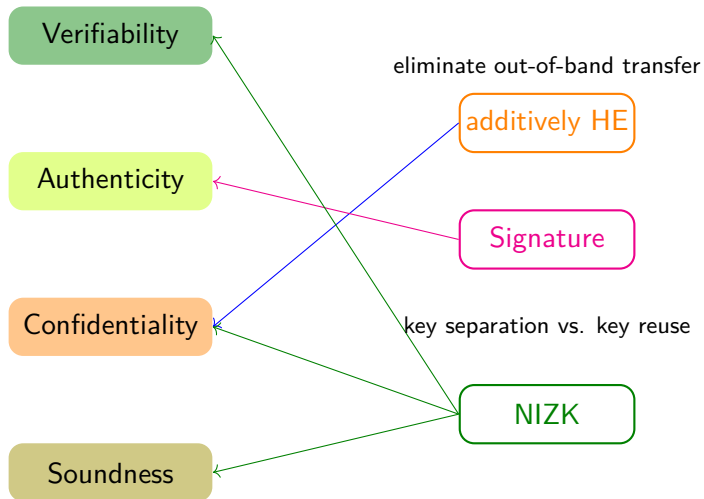 Verifiability
eliminate out-of-band transfer
additively HE
Authenticity
Signature
Confidentiality
key separation vs. key reuse
NIZK
Soundness